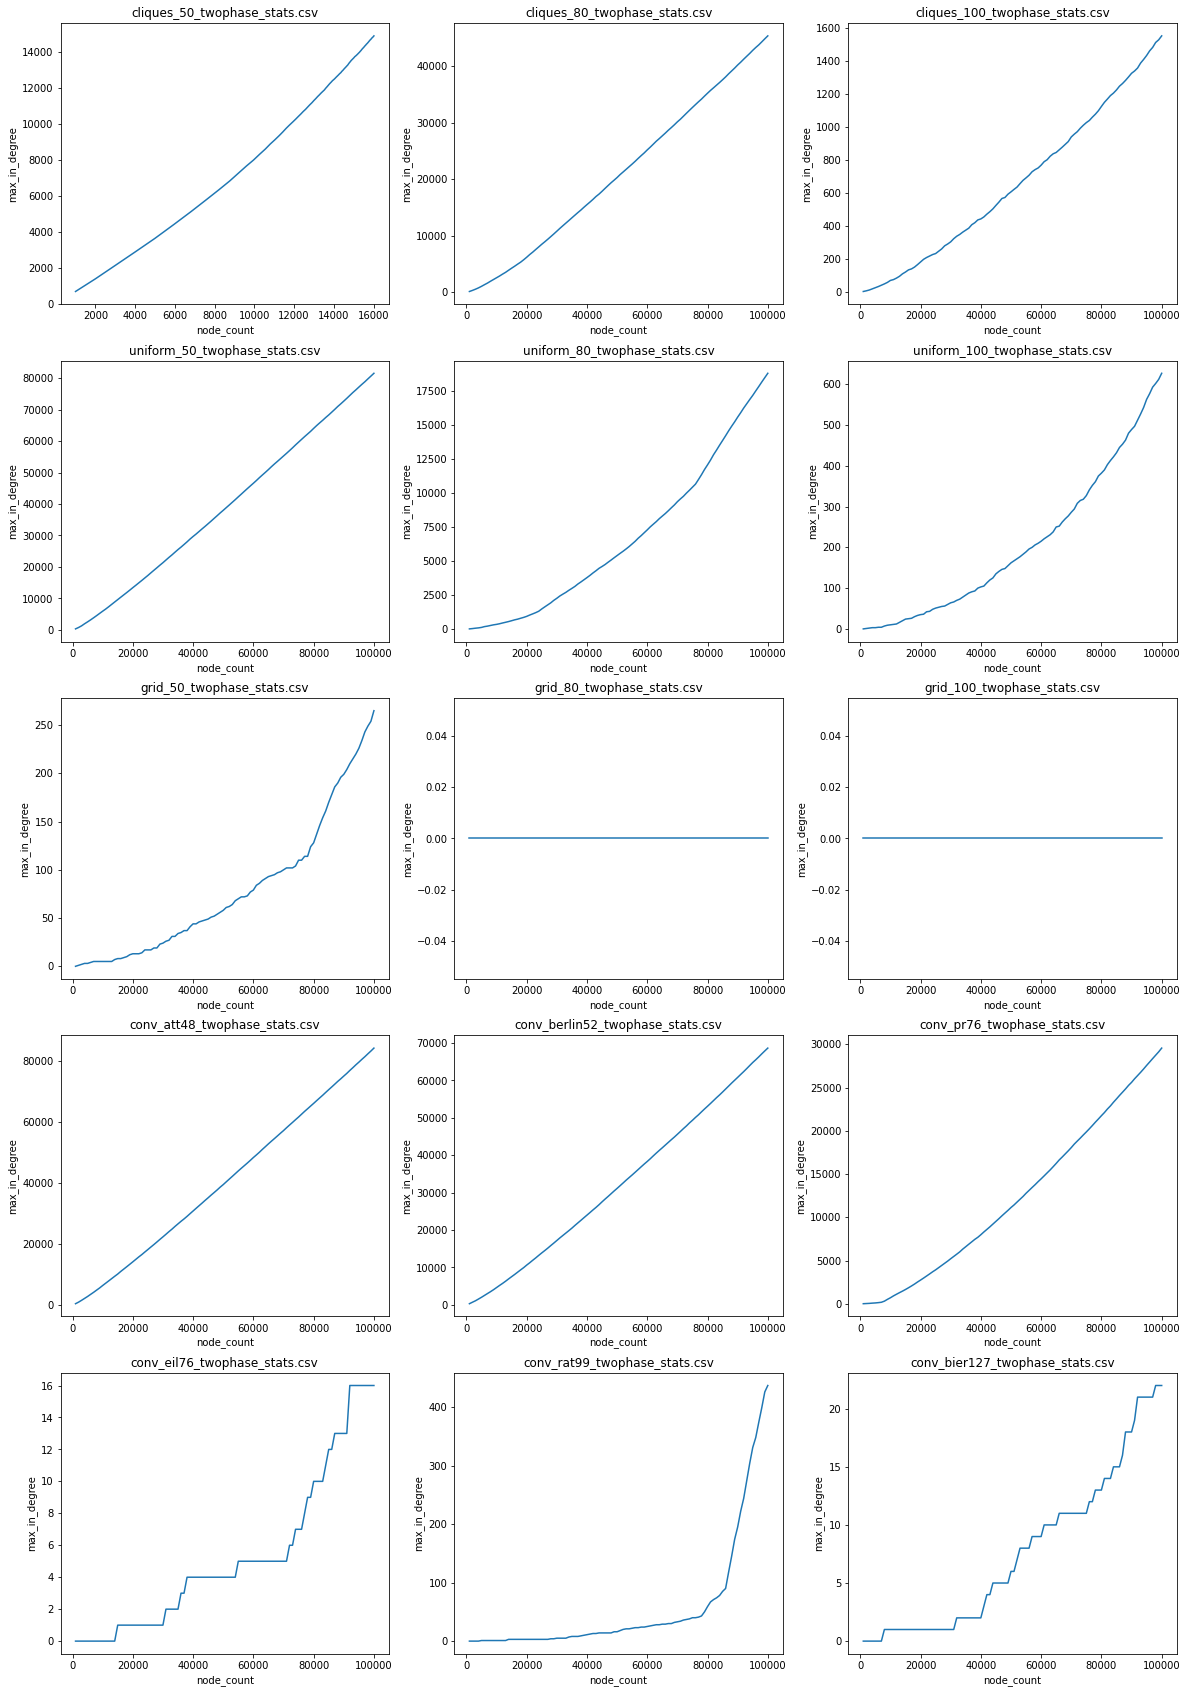 cliques_50_twophase_stats.csv
max_in_degree
14000
12000
10000
8000
6000
4000
2000
0
2000 4000 6000 8000 10000 12000 14000 16000
node_count
cliques_80_twophase_stats.csv
max_in_degree
40000
30000
20000
10000
0
0 20000 40000 60000 80000 100000
node_count
cliques_100_twophase_stats.csv
max_in_degree
1600
1400
1200
1000
800
600
400
200
0
0 20000 40000 60000 80000 100000
node_count
uniform_50_twophase_stats.csv
max_in_degree
80000
70000
60000
50000
40000
30000
20000
10000
0
0 20000 40000 60000 80000 100000
node_count
uniform_80_twophase_stats.csv
max_in_degree
17500
15000
12500
10000
7500
5000
2500
0
0 20000 40000 60000 80000 100000
node_count
uniform_100_twophase_stats.csv
max_in_degree
600
500
400
300
200
100
0
0 20000 40000 60000 80000 100000
node_count
grid_50_twophase_stats.csv
max_in_degree
250
200
150
100
50
0
0 20000 40000 60000 80000 100000
node_count
grid_80_twophase_stats.csv
max_in_degree
0.04
0.02
0.00
−0.02
−0.04
0 20000 40000 60000 80000 100000
node_count
grid_100_twophase_stats.csv
max_in_degree
0.04
0.02
0.00
−0.02
−0.04
0 20000 40000 60000 80000 100000
node_count
conv_att48_twophase_stats.csv
max_in_degree
80000
60000
40000
20000
0
0 20000 40000 60000 80000 100000
node_count
conv_berlin52_twophase_stats.csv
max_in_degree
70000
60000
50000
40000
30000
20000
10000
0
0 20000 40000 60000 80000 100000
node_count
conv_pr76_twophase_stats.csv
max_in_degree
30000
25000
20000
15000
10000
5000
0
0 20000 40000 60000 80000 100000
node_count
conv_eil76_twophase_stats.csv
max_in_degree
16
14
12
10
8
6
4
2
0
0 20000 40000 60000 80000 100000
node_count
conv_rat99_twophase_stats.csv
max_in_degree
400
300
200
100
0
0 20000 40000 60000 80000 100000
node_count
conv_bier127_twophase_stats.csv
max_in_degree
20
15
10
5
0
0 20000 40000 60000 80000 100000
node_count